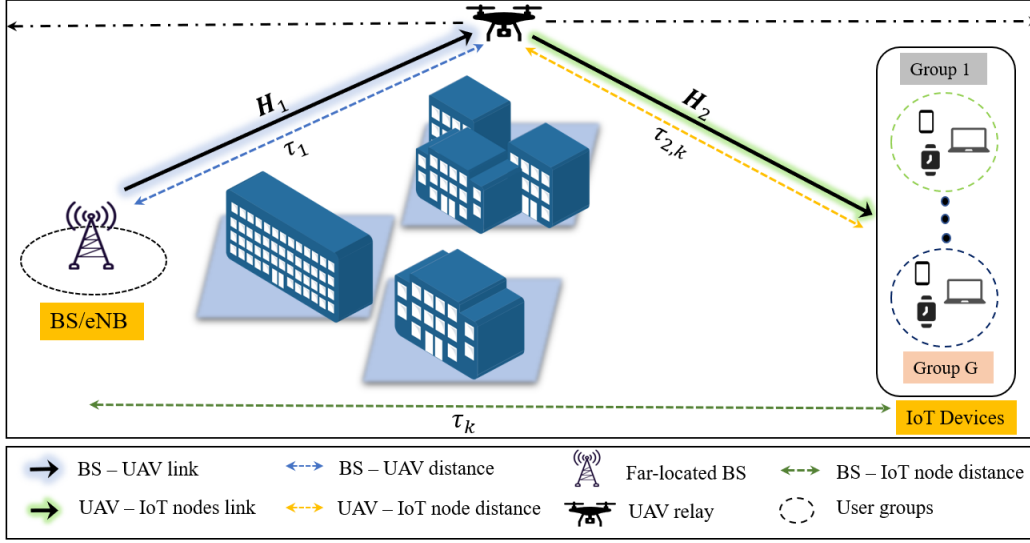 Group 1
H₁
H₂
τ₁
τ₂,ₖ
BS/eNB
Group G
τₖ
IoT Devices
BS – UAV link
BS – UAV distance
Far-located BS
BS – IoT node distance
UAV – IoT nodes link
UAV – IoT node distance
UAV relay
User groups